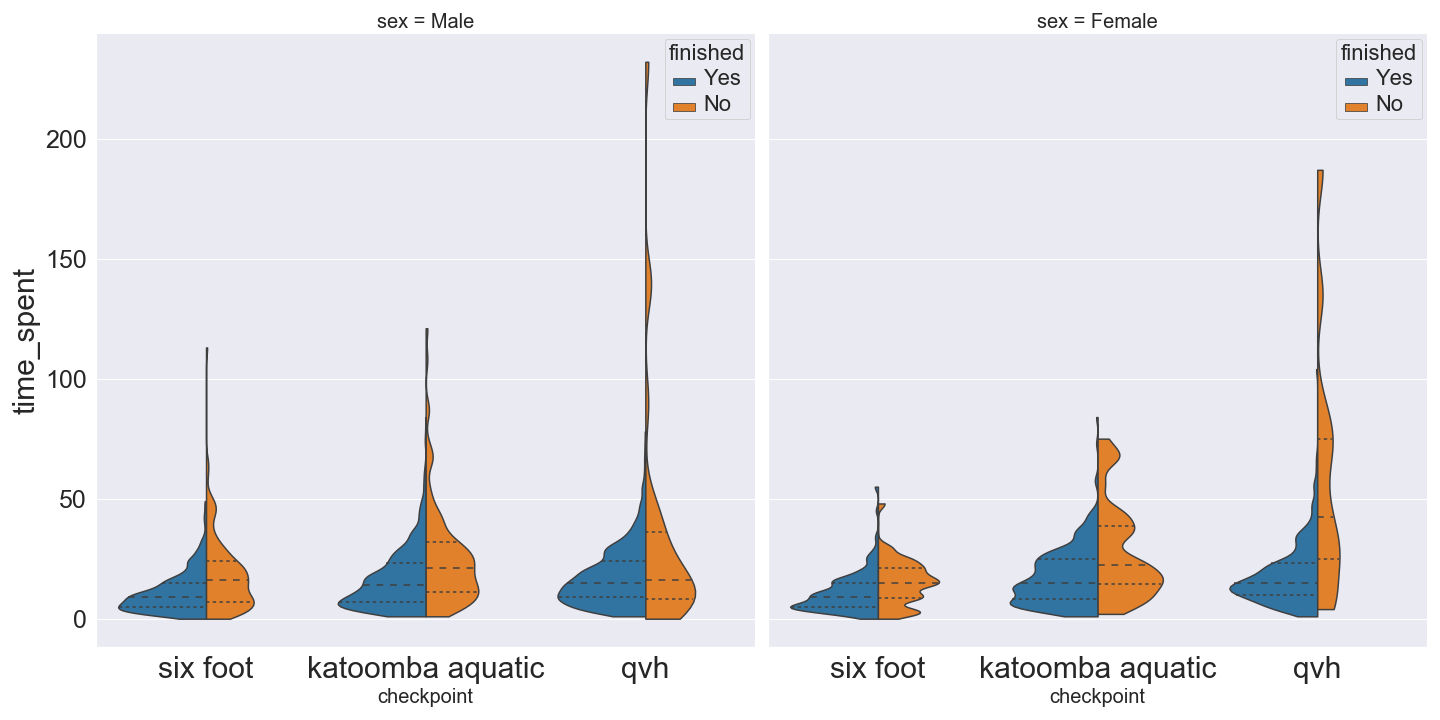 sex = Male
finished
Yes
No
200
150
100
50
0
time_spent
six foot
katoomba aquatic
qvh
checkpoint
sex = Female
finished
Yes
No
six foot
katoomba aquatic
qvh
checkpoint